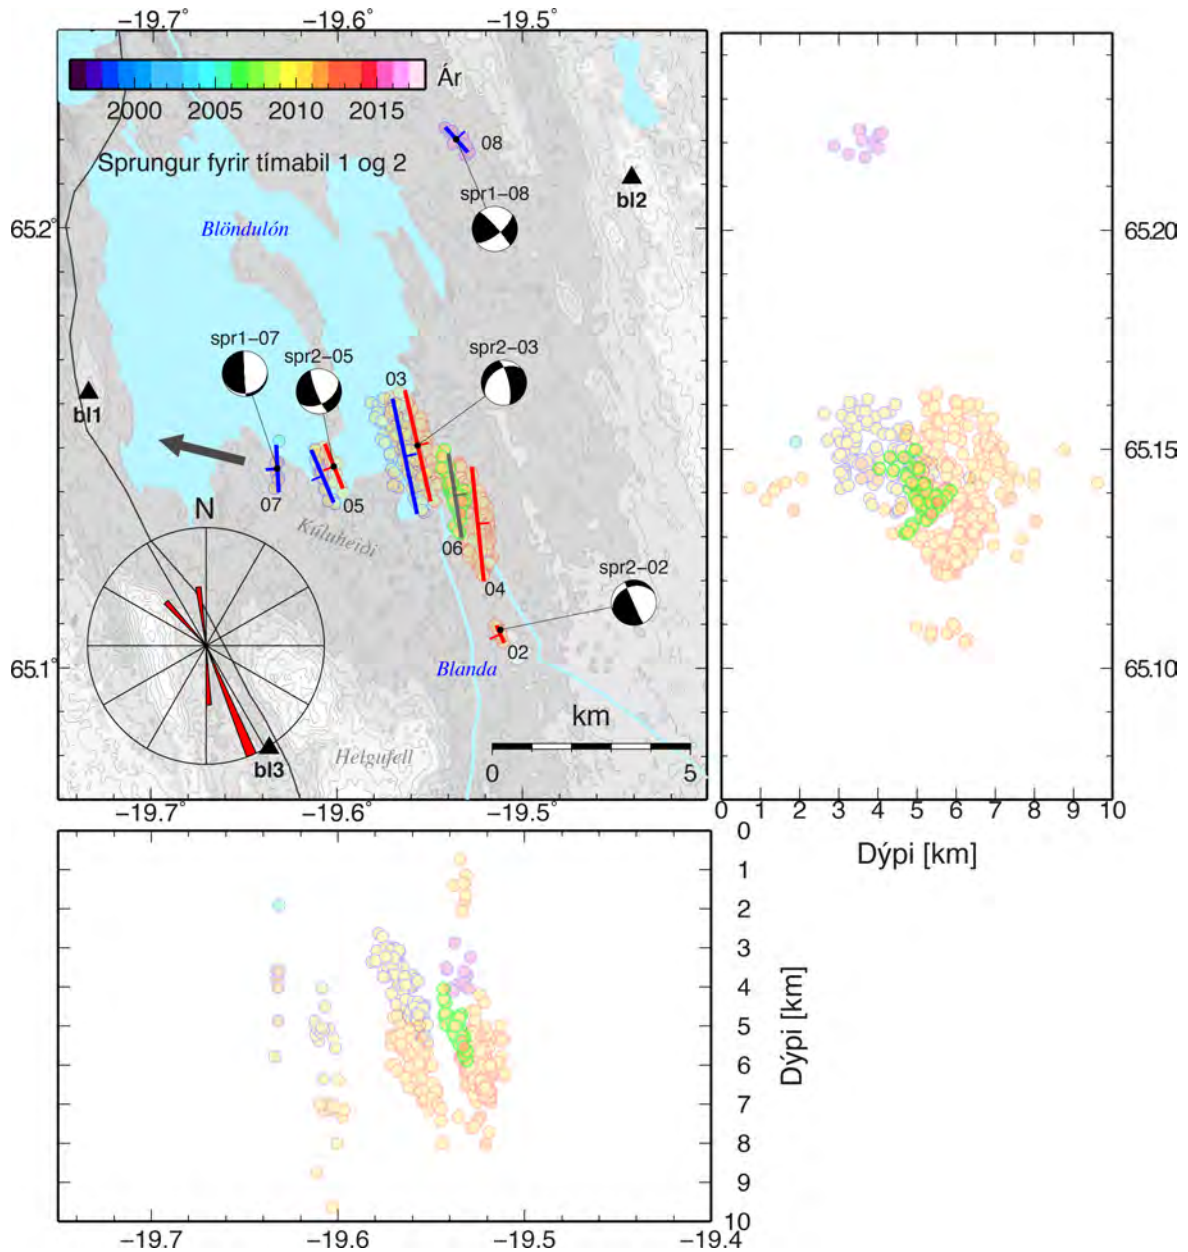 −19.7° −19.6° −19.5°
Ár
2000 2005 2010 2015
Sprungur fyrir tímabil 1 og 2
08
bl2
spr1−08
65.2°
Blöndulón
65.20
spr1−07
spr2−05
spr2−03
03
bl1
65.15
07
05
N
Kúluheiði
06
04
spr2−02
02
65.1°
Blanda
65.10
km
bl3
Helgufell
0 5
−19.7 −19.6 −19.5
0 1 2 3 4 5 6 7 8 9 10
Dýpi [km]
0
1
2
3
4
5
6
7
8
9
10
Dýpi [km]
−19.7 −19.6 −19.5 −19.4